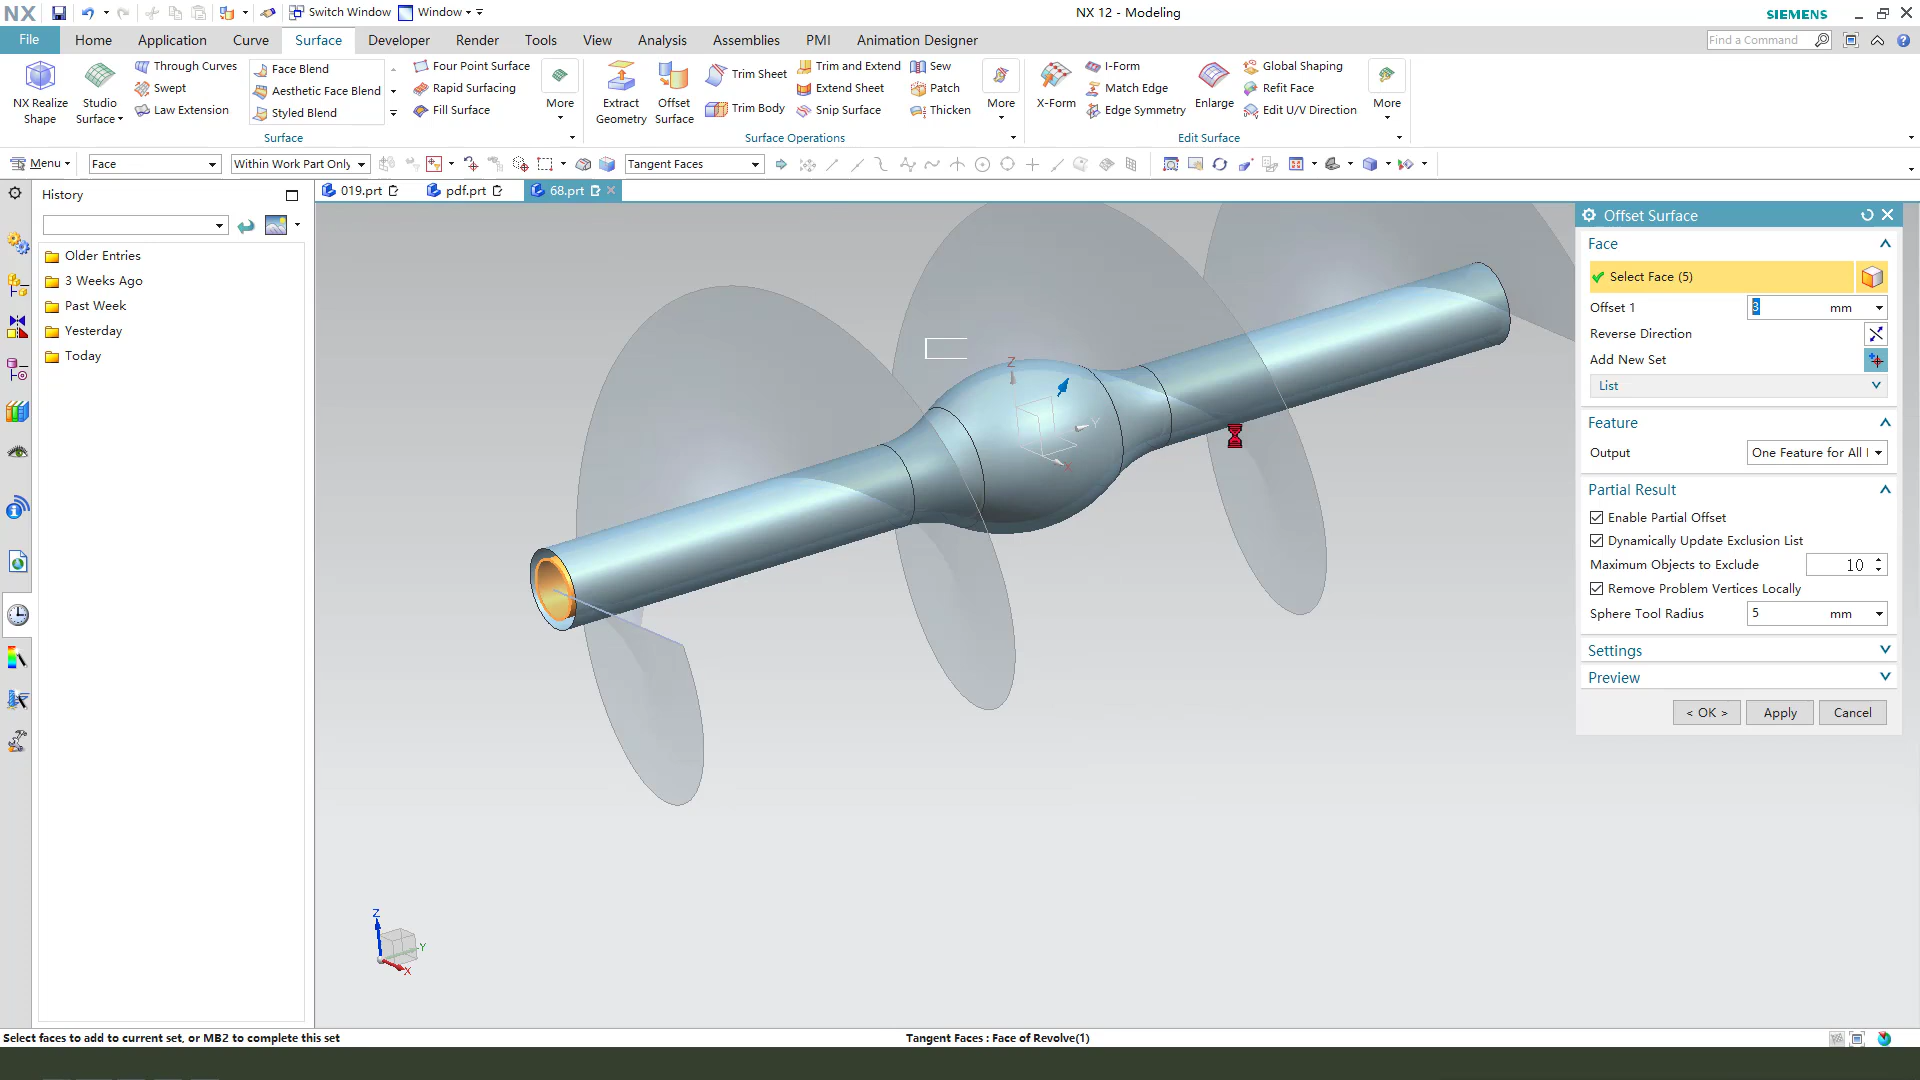 NX Switch Window Window NX 12 - Modeling SIEMENS
File Home Application Curve Surface Developer Render Tools View Analysis Assemblies PMI Animation Designer Find a Command
NX Realize Shape
Studio Surface
Through Curves
Swept
Law Extension
Face Blend
Aesthetic Face Blend
Styled Blend
Four Point Surface
Rapid Surfacing
Fill Surface
More
Surface
Extract Geometry
Offset Surface
Trim Sheet
Trim Body
Trim and Extend
Extend Sheet
Snip Surface
Sew
Patch
Thicken
More
Surface Operations
X-Form
I-Form
Match Edge
Edge Symmetry
Enlarge
Global Shaping
Refit Face
Edit U/V Direction
More
Edit Surface
Menu Face Within Work Part Only Tangent Faces
History
019.prt pdf.prt 68.prt
Older Entries
3 Weeks Ago
Past Week
Yesterday
Today
Z
Y
X
Z
Y
X
Offset Surface
Face
Select Face (5)
Offset 1 3 mm
Reverse Direction
Add New Set
List
Feature
Output One Feature for All
Partial Result
Enable Partial Offset
Dynamically Update Exclusion List
Maximum Objects to Exclude 10
Remove Problem Vertices Locally
Sphere Tool Radius 5 mm
Settings
Preview
< OK > Apply Cancel
Select faces to add to current set, or MB2 to complete this set Tangent Faces : Face of Revolve(1)